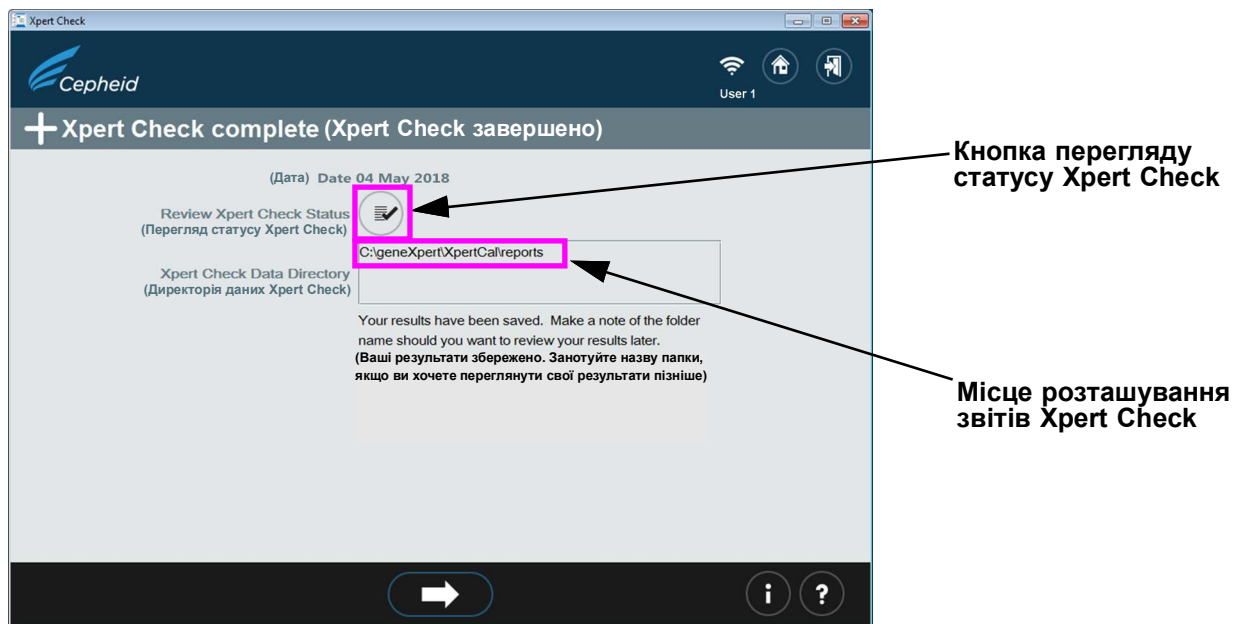 Xpert Check
Cepheid
User 1
Xpert Check complete (Xpert Check завершено)
(Дата) Date 04 May 2018
Review Xpert Check Status
(Перегляд статусу Xpert Check)
C:\geneXpert\XpertCal\reports
Xpert Check Data Directory
(Директорія даних Xpert Check)
Your results have been saved. Make a note of the folder
name should you want to review your results later.
(Ваші результати збережено. Занотуйте назву папки,
якщо ви хочете переглянути свої результати пізніше)
i ?
Кнопка перегляду
статусу Xpert Check
Місце розташування
звітів Xpert Check